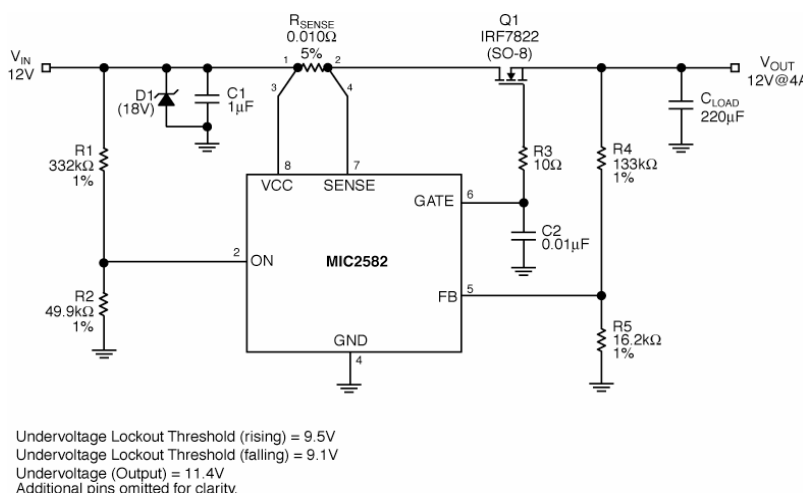 RSENSE
0.010Ω
5%
Q1
IRF7822
(SO-8)
VIN
12V
1
2
VOUT
12V@4A
D1
(18V)
C1
1µF
3
4
CLOAD
220µF
R1
332kΩ
1%
R3
10Ω
R4
133kΩ
1%
8
7
VCC
SENSE
GATE
6
C2
0.01µF
2
ON
MIC2582
FB
5
R2
49.9kΩ
1%
R5
16.2kΩ
1%
GND
4
Undervoltage Lockout Threshold (rising) = 9.5V
Undervoltage Lockout Threshold (falling) = 9.1V
Undervoltage (Output) = 11.4V
Additional pins omitted for clarity.